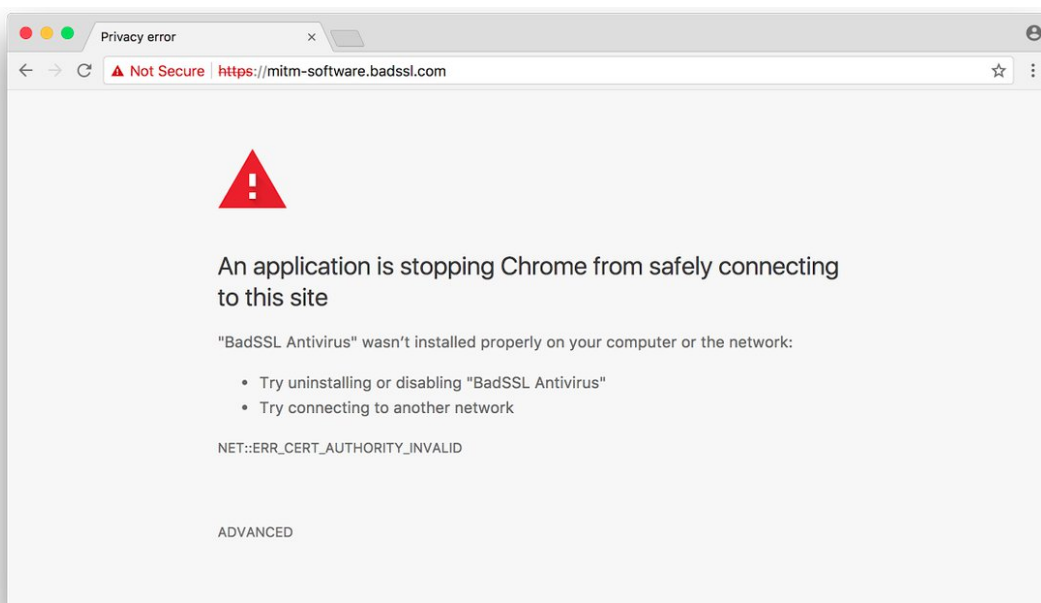 Privacy error
Not Secure https://mitm-software.badssl.com
An application is stopping Chrome from safely connecting
to this site
"BadSSL Antivirus" wasn’t installed properly on your computer or the network:
• Try uninstalling or disabling "BadSSL Antivirus"
• Try connecting to another network
NET::ERR_CERT_AUTHORITY_INVALID
ADVANCED